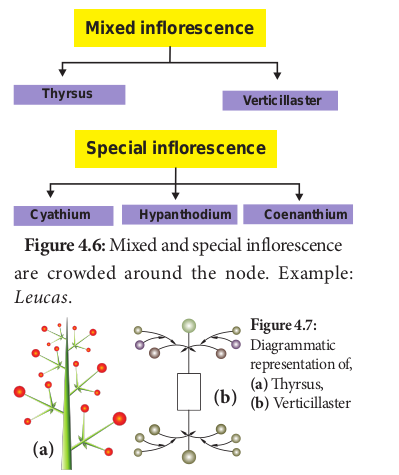 Mixed inflorescence
Thyrsus
Verticillaster
Special inflorescence
Cyathium
Hypanthodium
Coenanthium
Figure 4.6: Mixed and special inflorescence
are crowded around the node. Example:
Leucas.
Figure 4.7:
Diagrammatic
representation of,
(a) Thyrsus,
(b) Verticillaster
(a)
(b)